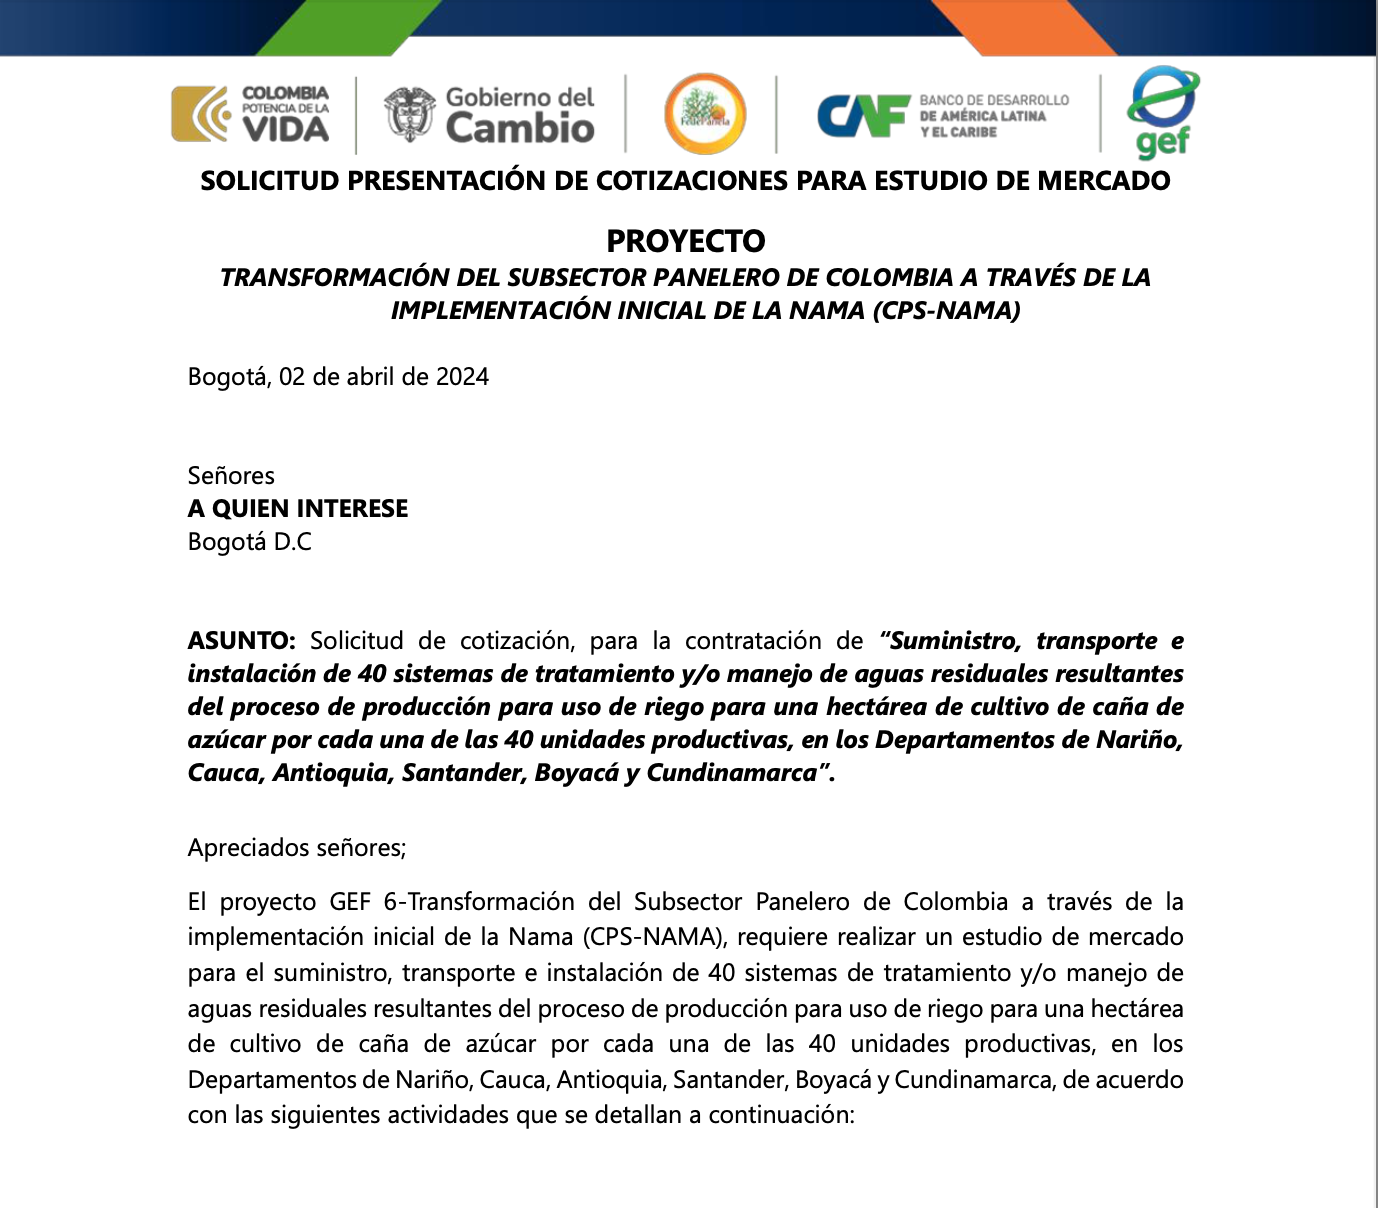 COLOMBIA
POTENCIA DE LA
VIDA
Gobierno del
Cambio
FedePanela
CAF
BANCO DE DESARROLLO
DE AMÉRICA LATINA
Y EL CARIBE
gef
SOLICITUD PRESENTACIÓN DE COTIZACIONES PARA ESTUDIO DE MERCADO
PROYECTO
TRANSFORMACIÓN DEL SUBSECTOR PANELERO DE COLOMBIA A TRAVÉS DE LA
IMPLEMENTACIÓN INICIAL DE LA NAMA (CPS-NAMA)
Bogotá, 02 de abril de 2024
Señores
A QUIEN INTERESE
Bogotá D.C
ASUNTO: Solicitud de cotización, para la contratación de “Suministro, transporte e
instalación de 40 sistemas de tratamiento y/o manejo de aguas residuales resultantes
del proceso de producción para uso de riego para una hectárea de cultivo de caña de
azúcar por cada una de las 40 unidades productivas, en los Departamentos de Nariño,
Cauca, Antioquia, Santander, Boyacá y Cundinamarca”.
Apreciados señores;
El proyecto GEF 6-Transformación del Subsector Panelero de Colombia a través de la
implementación inicial de la Nama (CPS-NAMA), requiere realizar un estudio de mercado
para el suministro, transporte e instalación de 40 sistemas de tratamiento y/o manejo de
aguas residuales resultantes del proceso de producción para uso de riego para una hectárea
de cultivo de caña de azúcar por cada una de las 40 unidades productivas, en los
Departamentos de Nariño, Cauca, Antioquia, Santander, Boyacá y Cundinamarca, de acuerdo
con las siguientes actividades que se detallan a continuación: